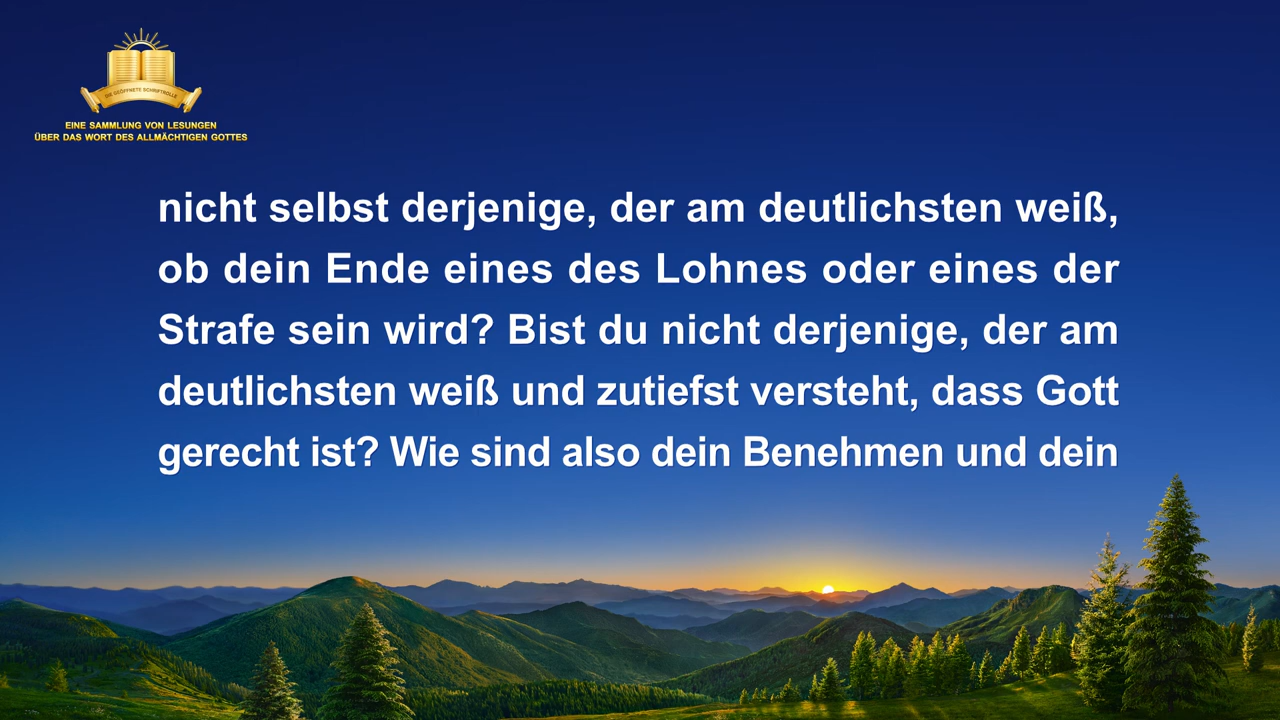 DIE GEÖFFNETE SCHRIFTROLLE
EINE SAMMLUNG VON LESUNGEN
ÜBER DAS WORT DES ALLMÄCHTIGEN GOTTES
nicht selbst derjenige, der am deutlichsten weiß,
ob dein Ende eines des Lohnes oder eines der
Strafe sein wird? Bist du nicht derjenige, der am
deutlichsten weiß und zutiefst versteht, dass Gott
gerecht ist? Wie sind also dein Benehmen und dein